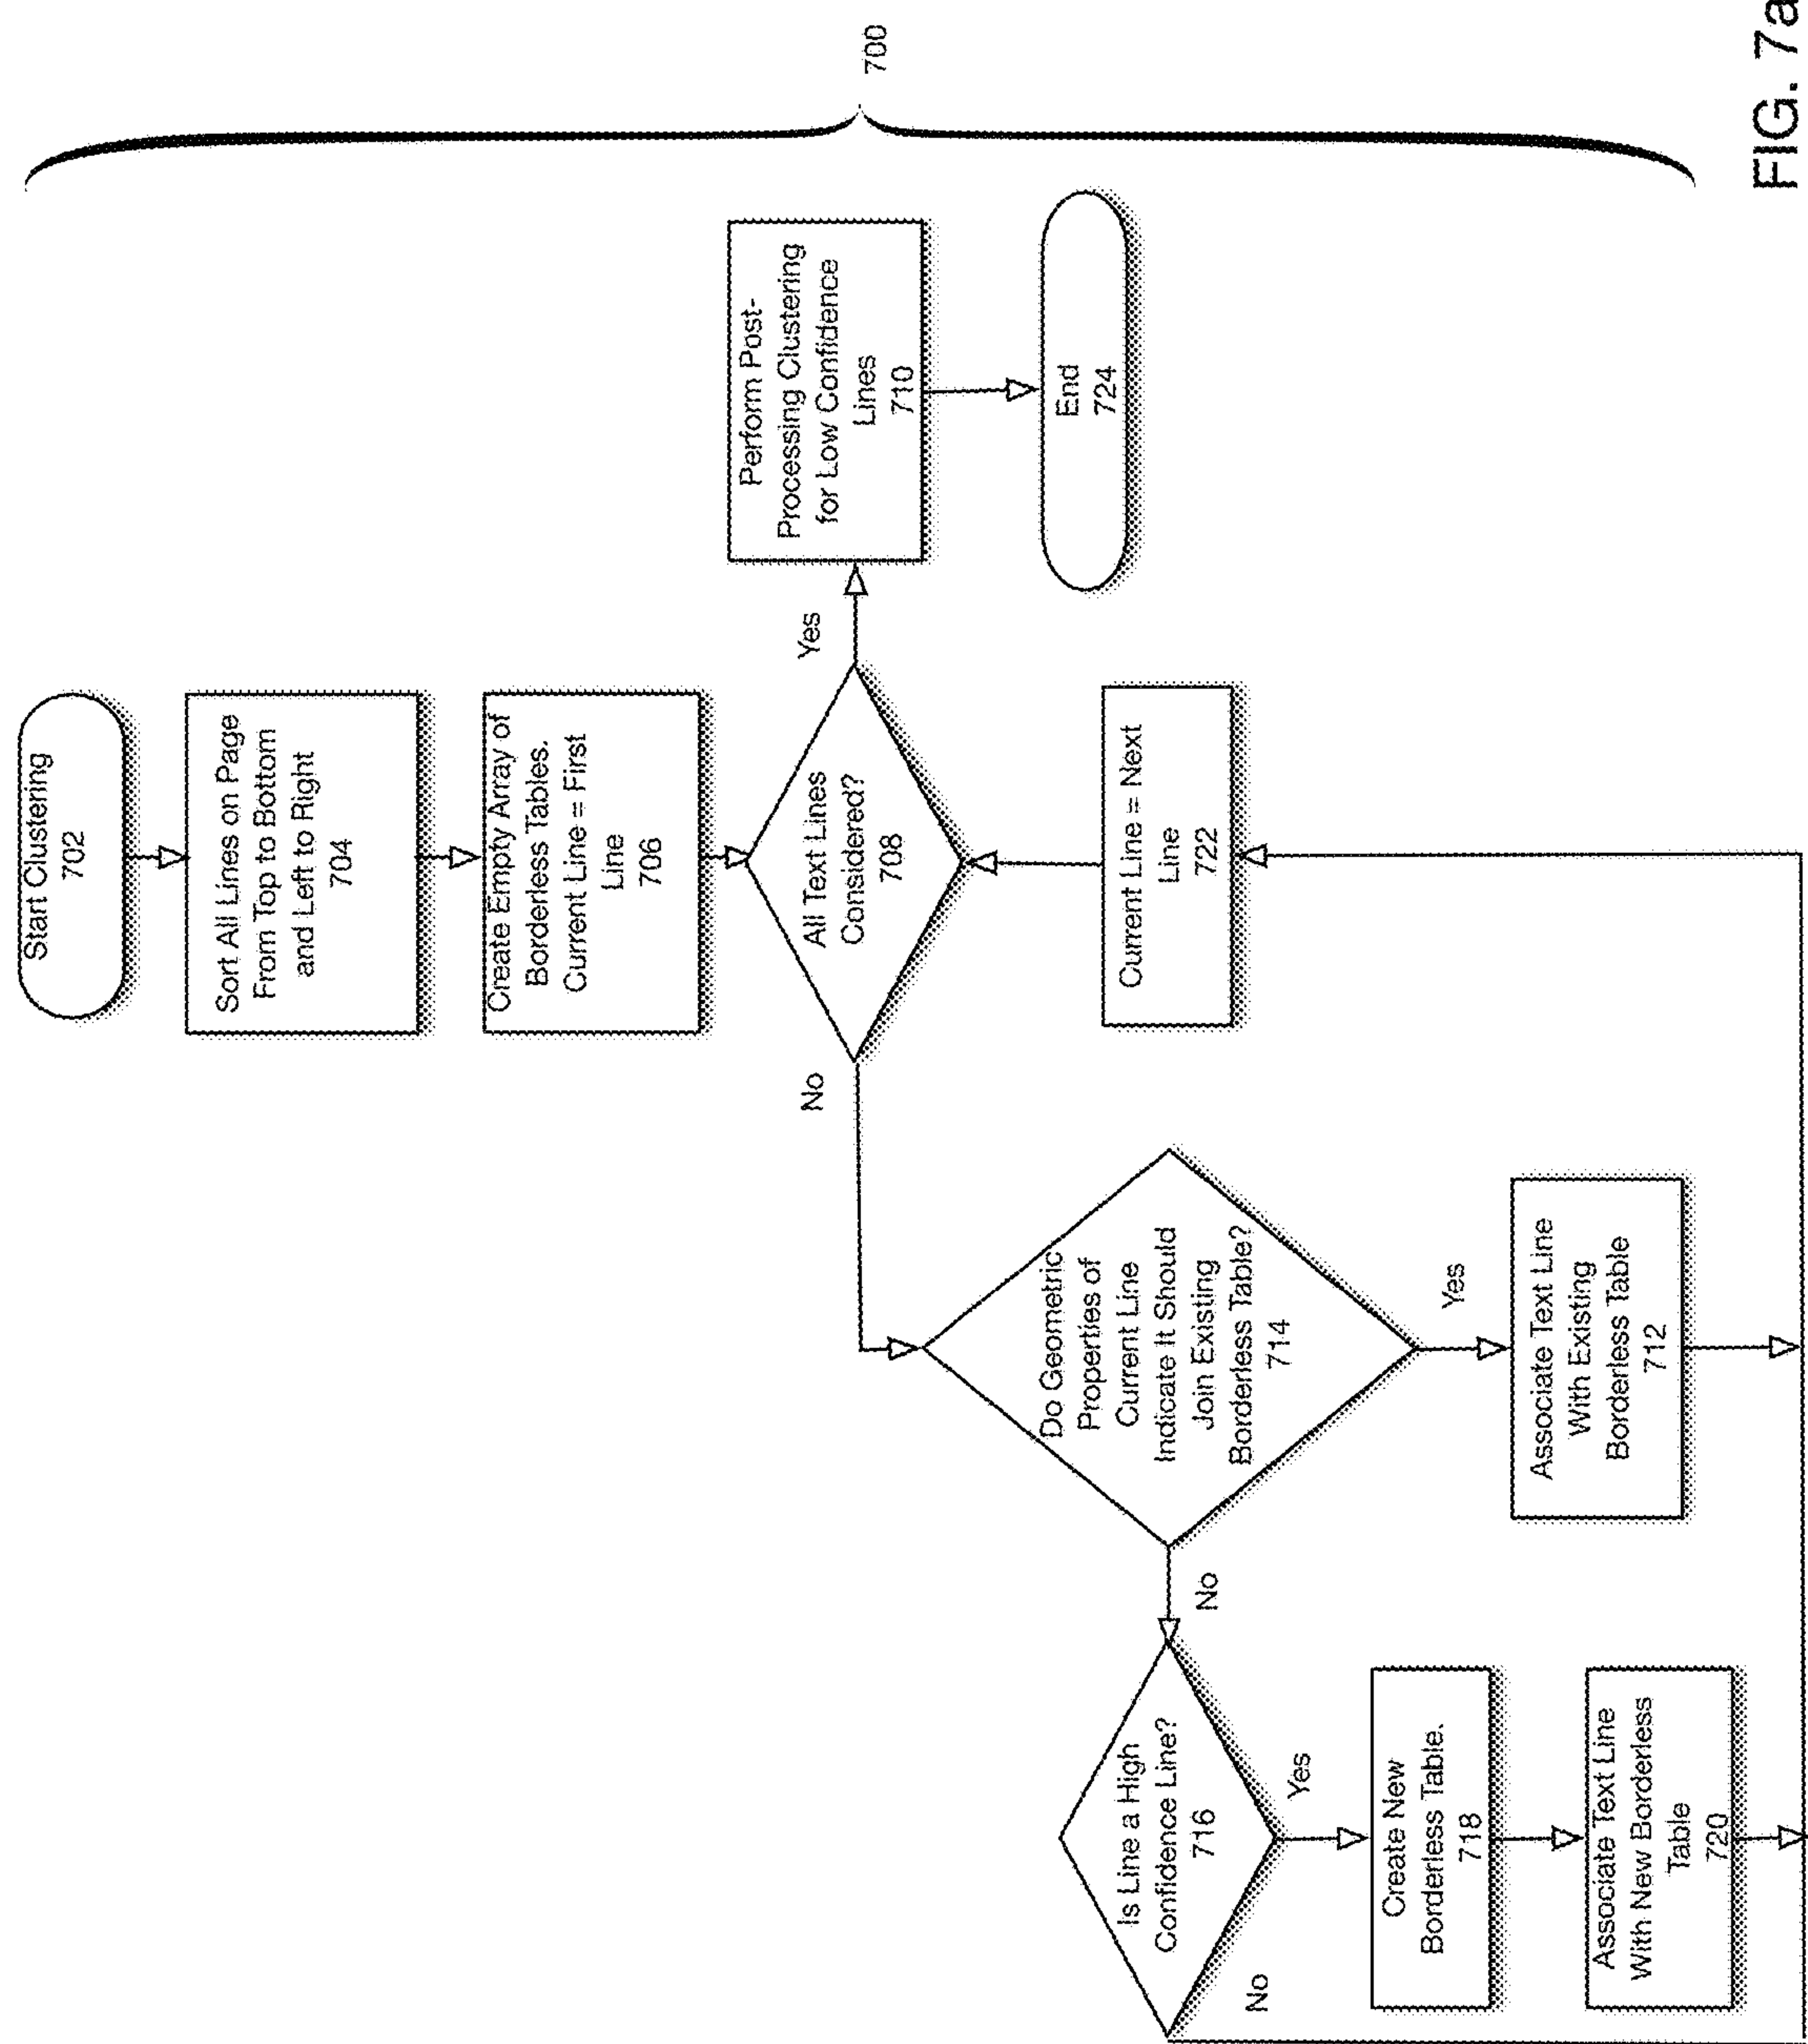 Start Clustering
702
Sort All Lines on Page
From Top to Bottom
and Left to Right
704
Create Empty Array of
Borderless Tables.
Current Line = First
Line
706
All Text Lines
Considered?
708
Yes
No
Perform Post-
Processing Clustering
for Low Confidence
Lines
710
End
724
Current Line = Next
Line
722
Do Geometric
Properties of
Current Line
Indicate It Should
Join Existing
Borderless Table?
714
Yes
No
Associate Text Line
With Existing
Borderless Table
712
Is Line a High
Confidence Line?
716
Yes
No
Create New
Borderless Table.
718
Associate Text Line
With New Borderless
Table
720
700
FIG. 7a